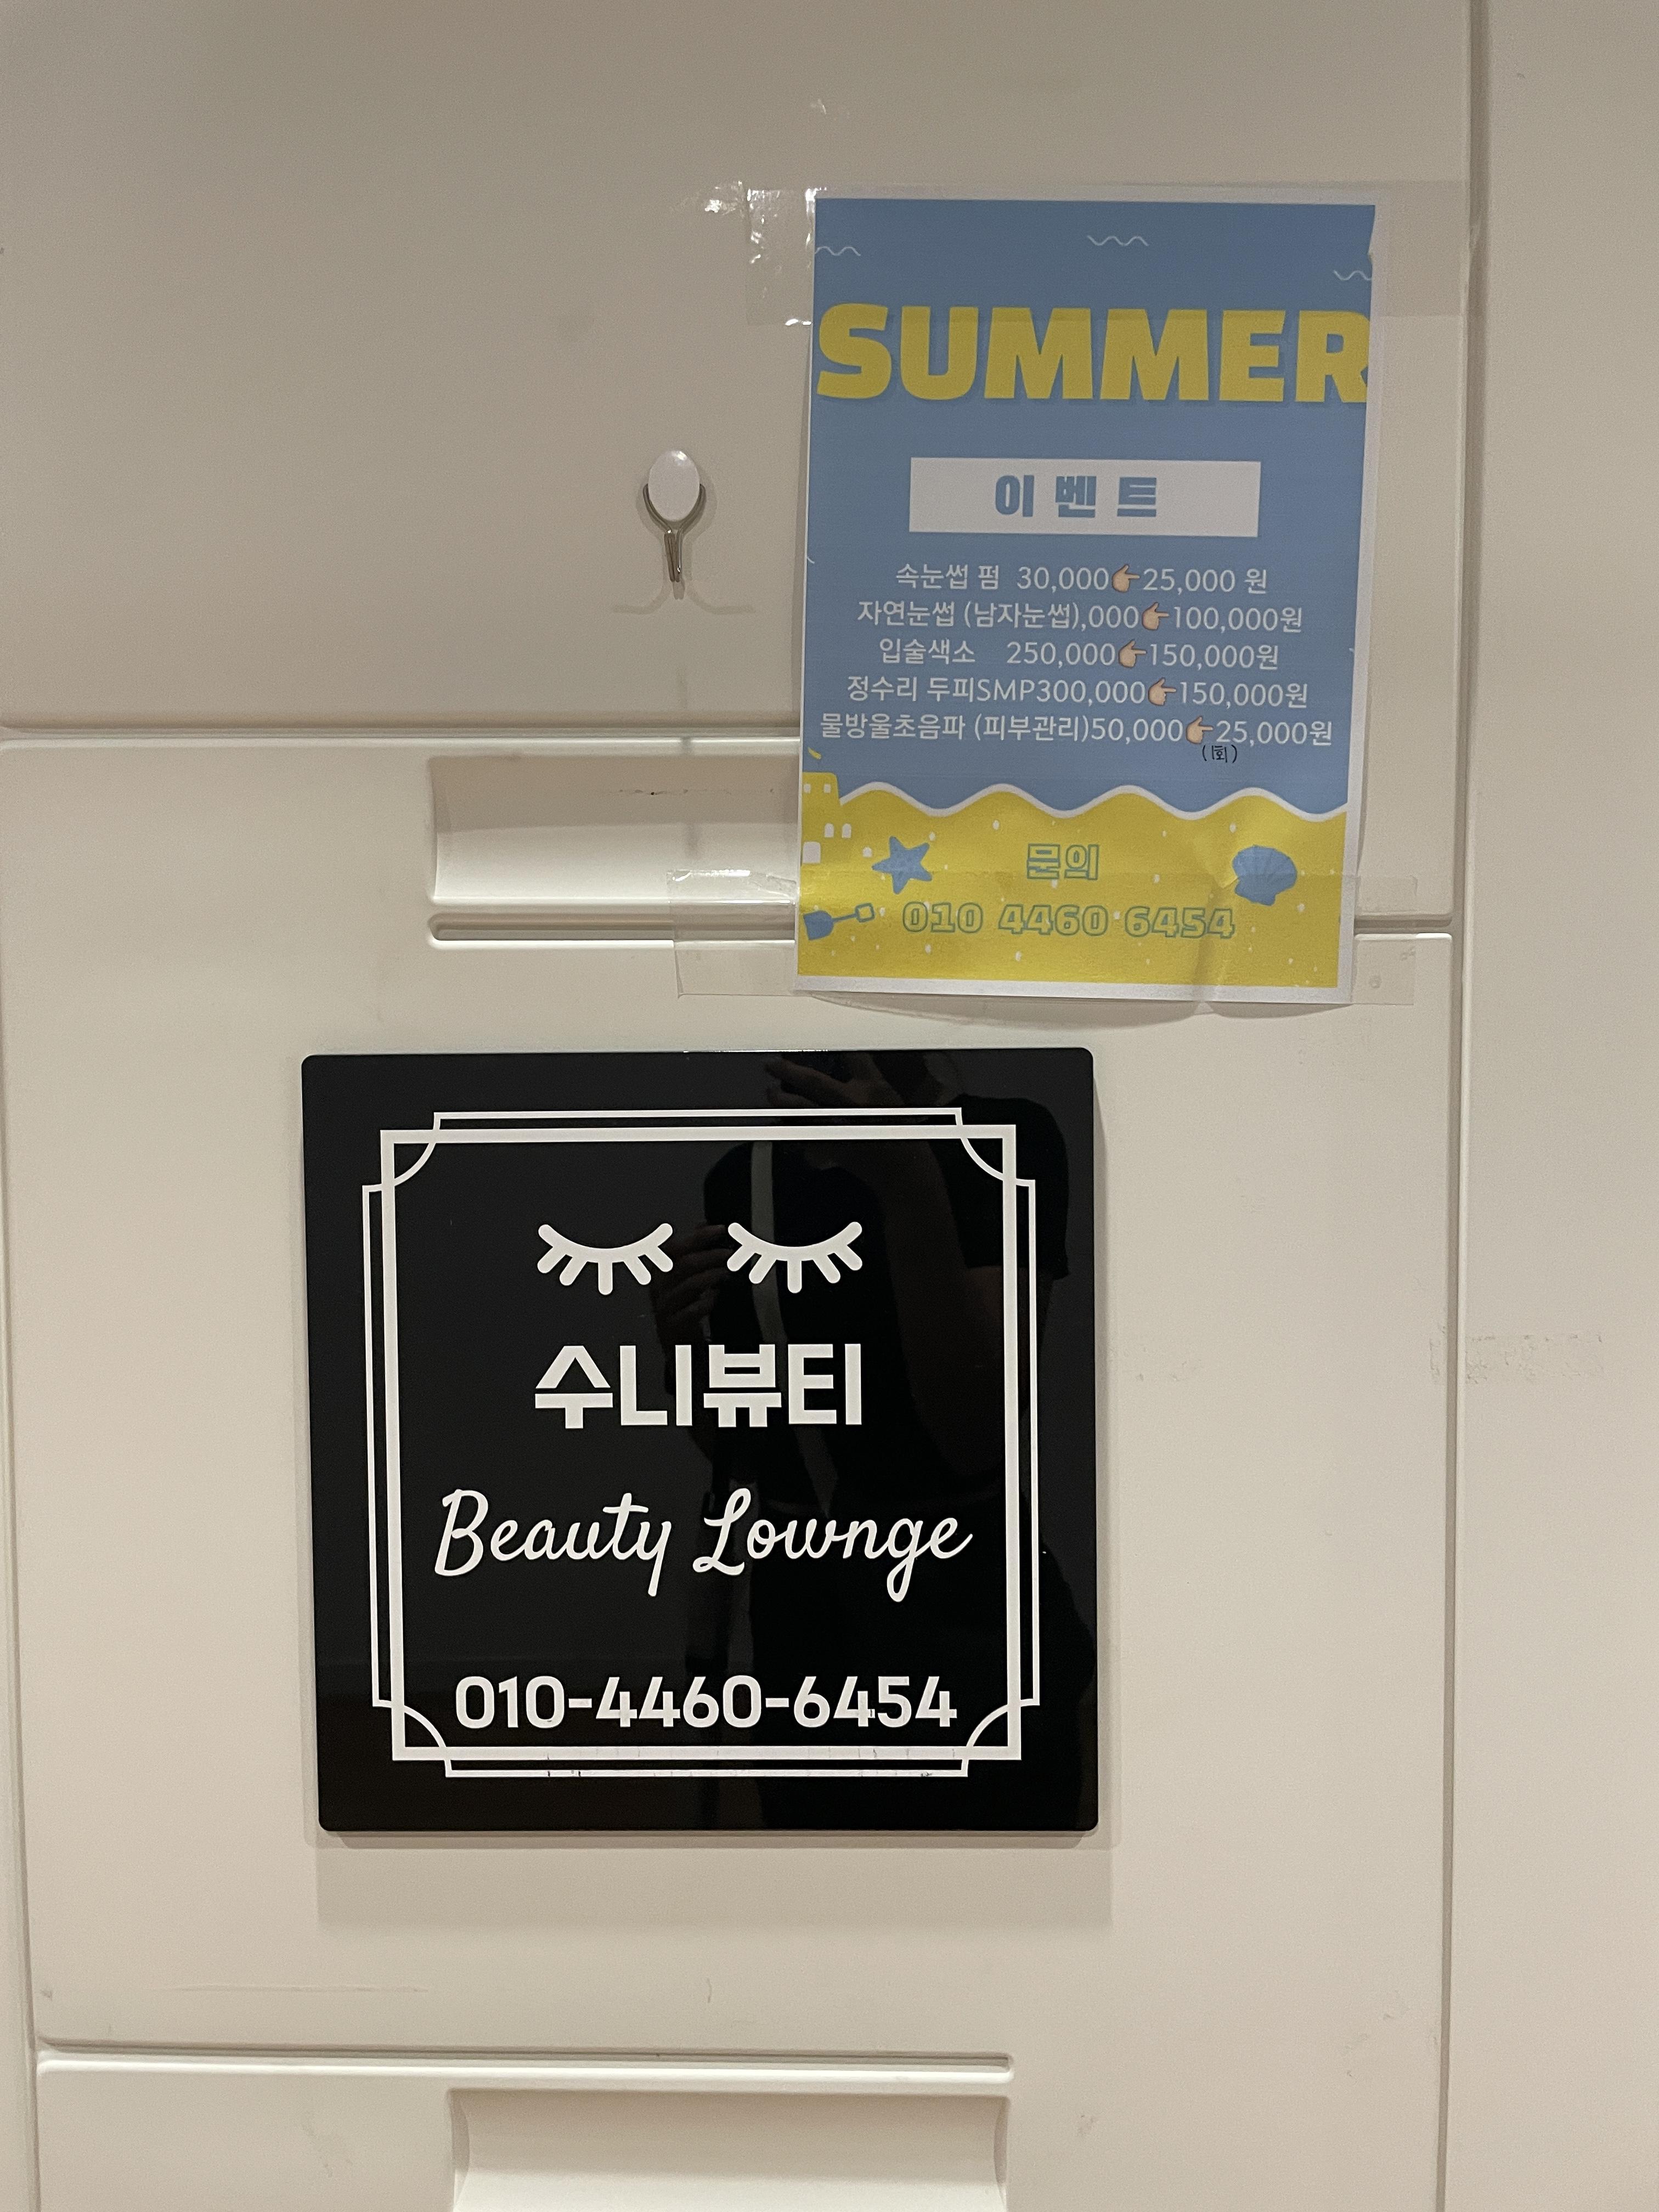 SUMMER
이벤트
속눈썹 펌 30,000👉25,000 원
자연눈썹 (남자눈썹),000👉100,000원
입술색소 250,000👉150,000원
정수리 두피SMP300,000👉150,000원
물방울초음파 (피부관리)50,000👉25,000원
(1회)
문의
010 4460 6454
수니뷰티
Beauty Lownge
010-4460-6454